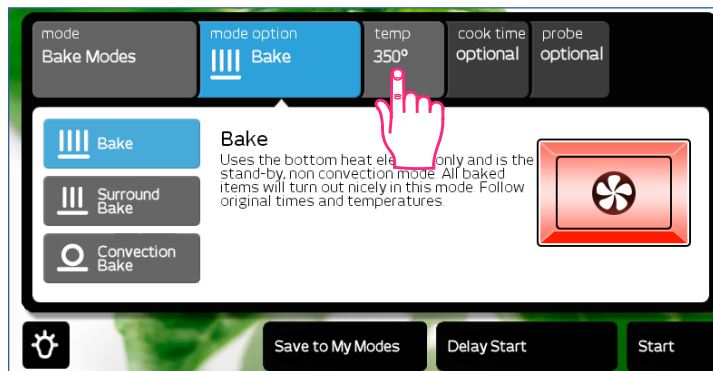 mode
Bake Modes
mode option
Bake
temp
350°
cook time
optional
probe
optional
Bake
Surround
Bake
Convection
Bake
Bake
Uses the bottom heat ele only and is the
stand-by, non convection mode. All baked
items will turn out nicely in this mode. Follow
original times and temperatures.
Save to My Modes
Delay Start
Start